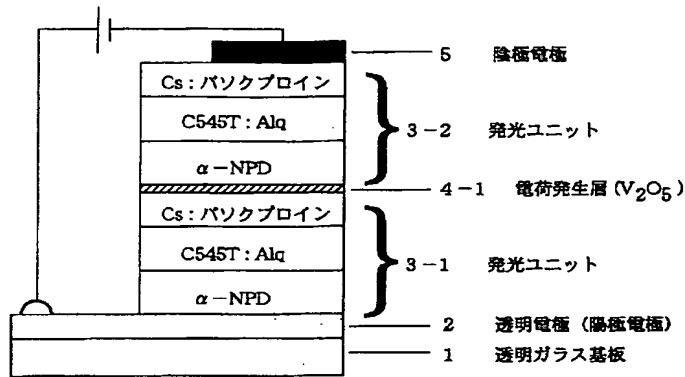 5 陰極電極
Cs:バソクプロイン
C545T:Alq
3-2 発光ユニット
α-NPD
4-1 電荷発生層(V₂O₅)
Cs:バソクプロイン
C545T:Alq
3-1 発光ユニット
α-NPD
2 透明電極(陽極電極)
1 透明ガラス基板